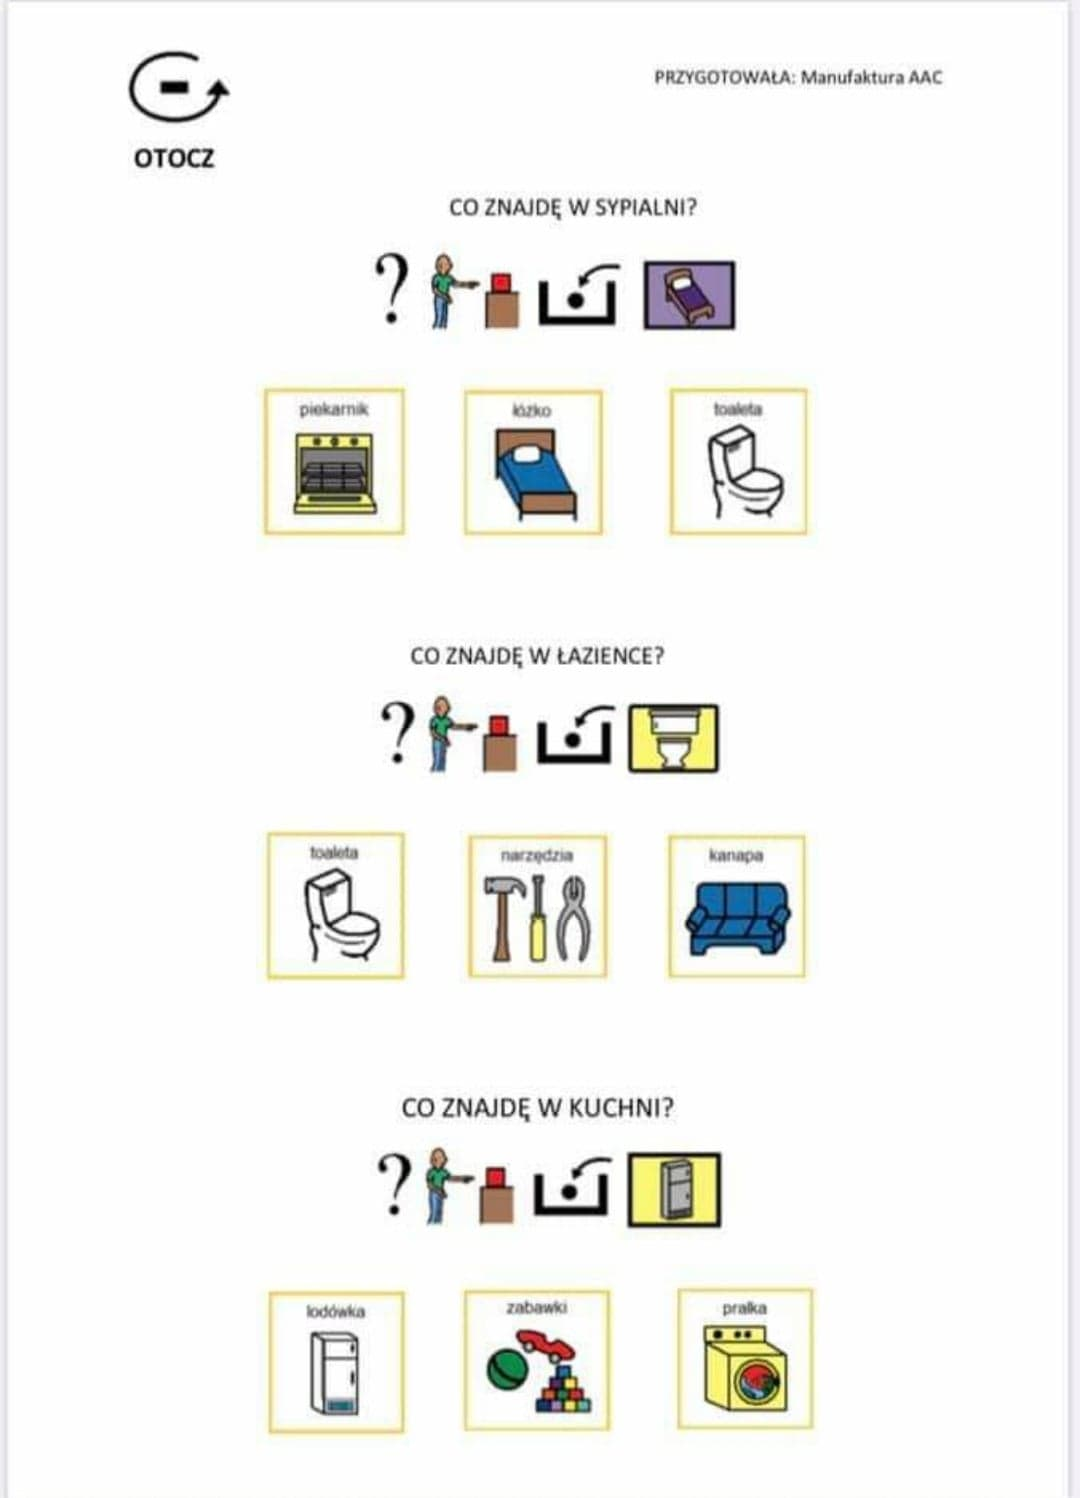 PRZYGOTOWAŁA: Manufaktura AAC
OTOCZ
CO ZNAJDĘ W SYPIALNI?
?
piekarnik
łóżko
toaleta
CO ZNAJDĘ W ŁAZIENCE?
?
toaleta
narzędzia
kanapa
CO ZNAJDĘ W KUCHNI?
?
lodówka
zabawki
pralka